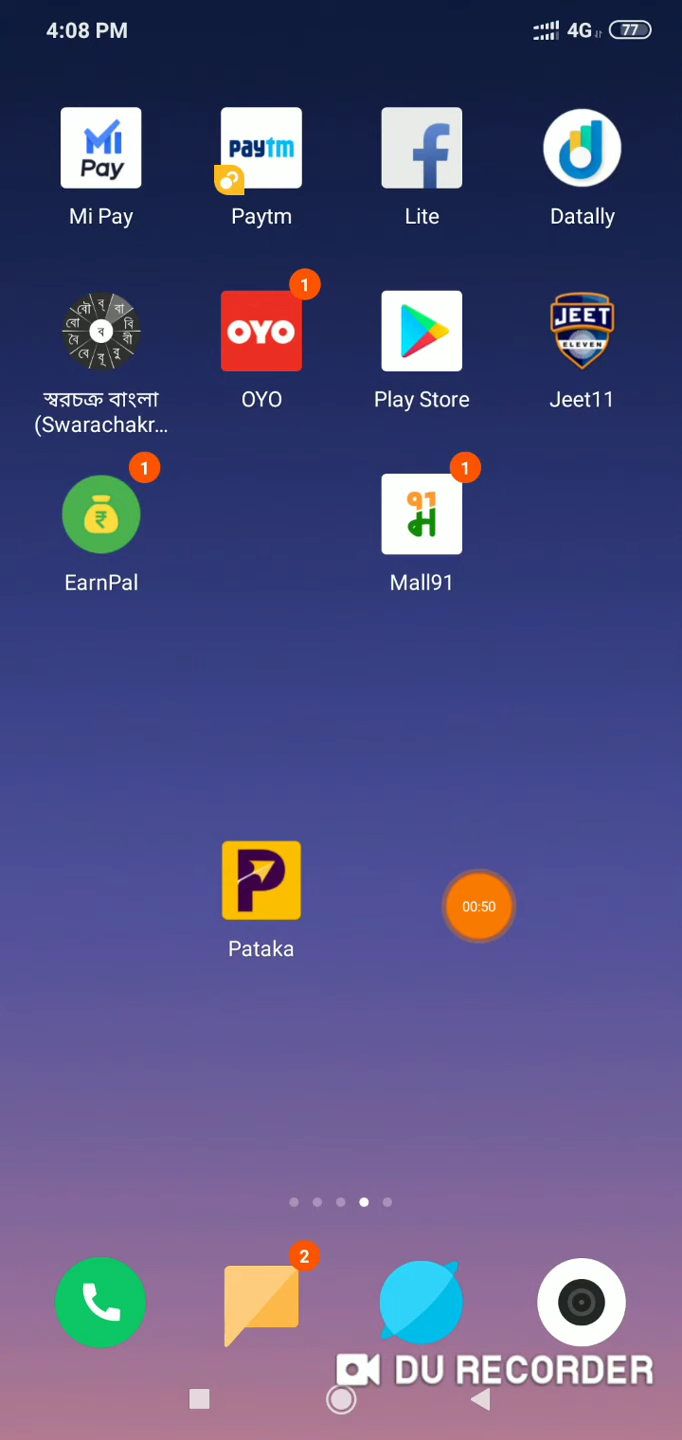 4:08 PM
4G 77
Mi Pay
paytm
OYO
JEET
ELEVEN
বৌ ব্ বা
বো ব বি
বৈ বী
বে বৃ বু
Mi Pay
Paytm
Lite
Datally
1
স্বরচক্র বাংলা
(Swarachakr...
OYO
Play Store
Jeet11
1
1
₹
९१
म
EarnPal
Mall91
P
Pataka
00:50
2
DU RECORDER